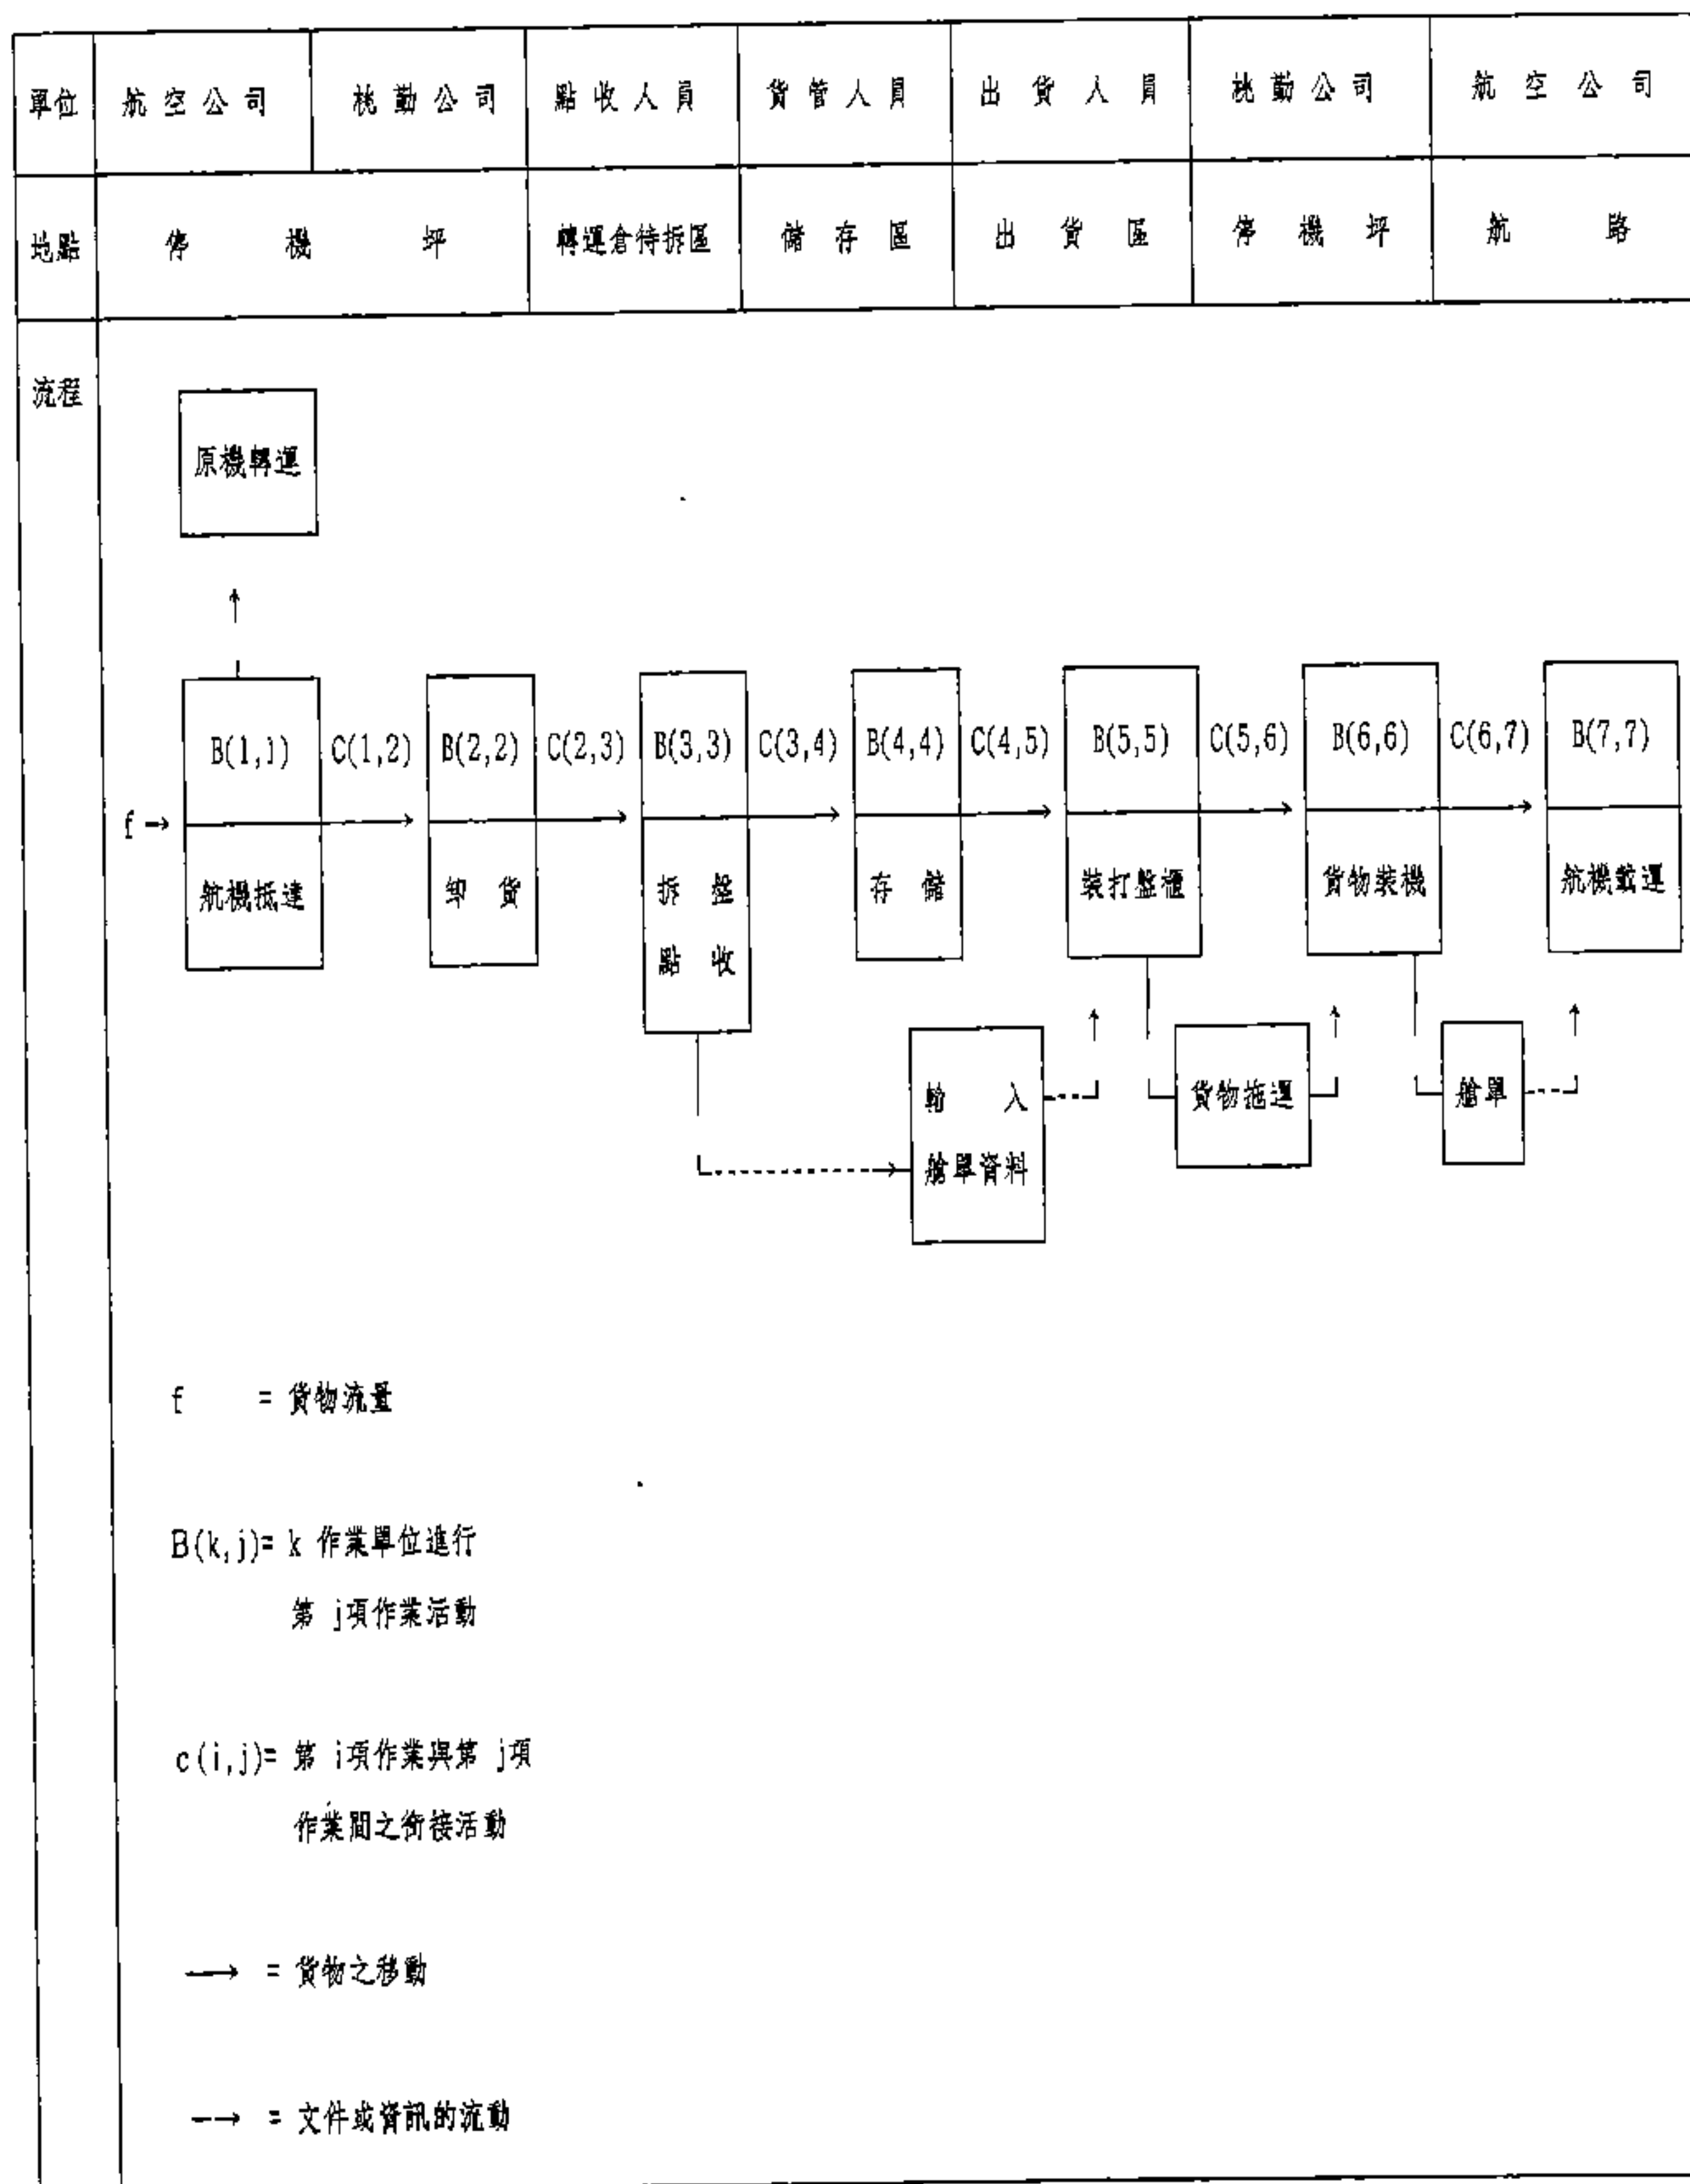 單位 航空公司 桃勤公司 點收人員 貨管人員 出貨人員 桃勤公司 航空公司
地點 停機坪 轉運倉待拆區 儲存區 出貨區 停機坪 航路
流程
原機轉運
B(1,1) C(1,2) B(2,2) C(2,3) B(3,3) C(3,4) B(4,4) C(4,5) B(5,5) C(5,6) B(6,6) C(6,7) B(7,7)
f →
航機抵達 卸貨 拆盤 存儲 裝打盤櫃 貨物裝機 航機載運
點收
輸入 貨物拖運 艙單
艙單資料
f = 貨物流量
B(k,j)= k 作業單位進行
第 j項作業活動
c(i,j)= 第 i項作業與第 j項
作業間之銜接活動
—→ = 貨物之移動
--→ = 文件或資訊的流動